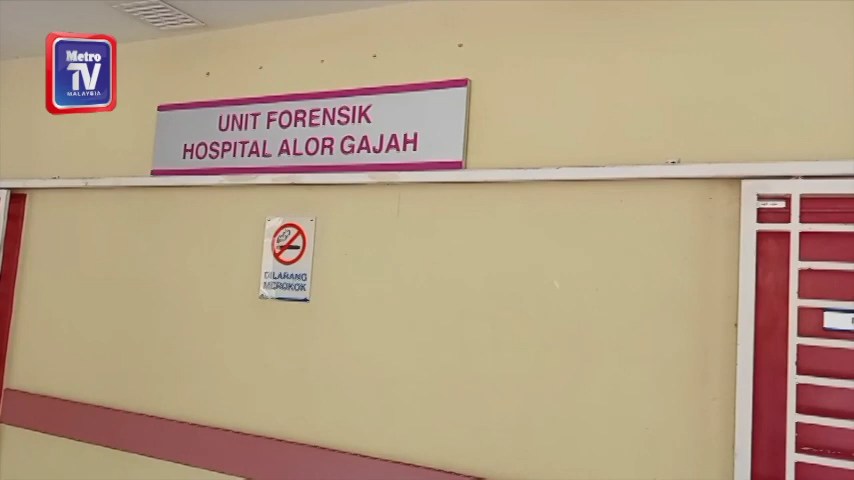 Metro
TV
MALAYSIA
UNIT FORENSIK
HOSPITAL ALOR GAJAH
DILARANG
MEROKOK